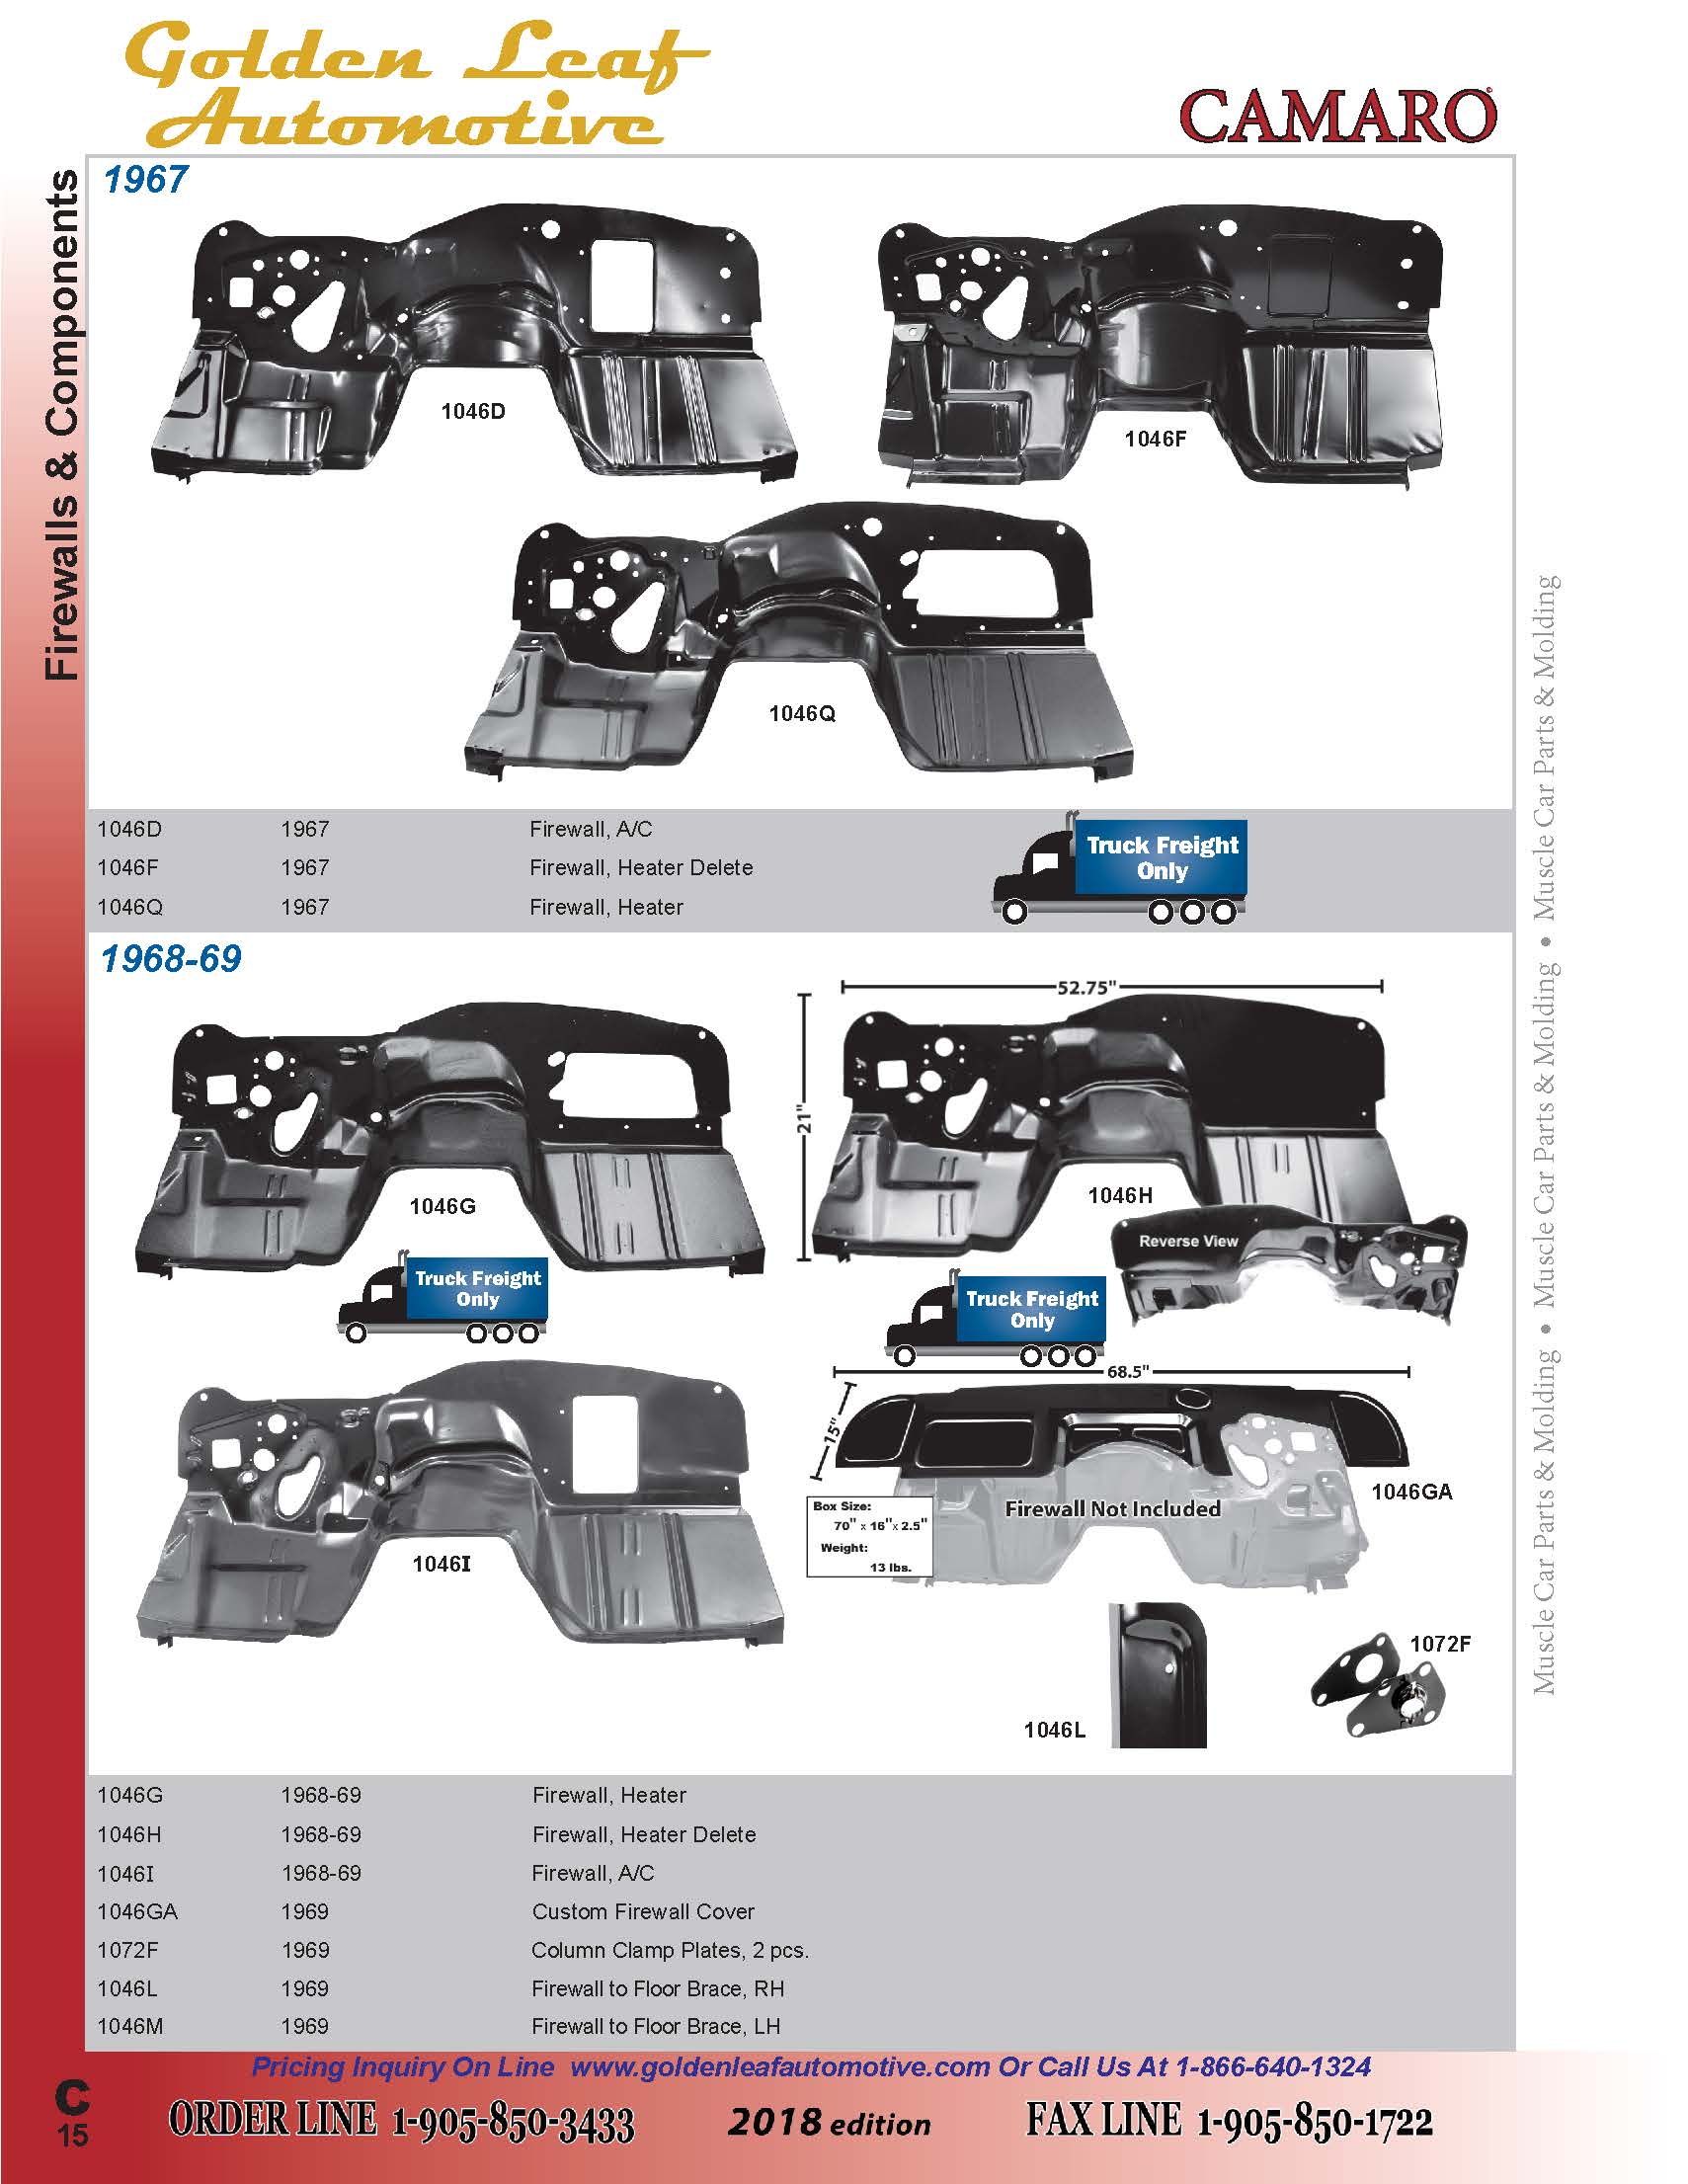 Golden Leaf
Automotive
CAMARO®
Firewalls & Components
1967
1046D
1046F
1046Q
1046D 1967 Firewall, A/C
1046F 1967 Firewall, Heater Delete
1046Q 1967 Firewall, Heater
Truck Freight
Only
1968-69
52.75"
21"
1046G
1046H
Reverse View
Truck Freight
Only
Truck Freight
Only
68.5"
15"
1046GA
Firewall Not Included
Box Size:
70" x 16"x 2.5"
Weight:
13 lbs.
1046I
1046L
1072F
1046G 1968-69 Firewall, Heater
1046H 1968-69 Firewall, Heater Delete
1046I 1968-69 Firewall, A/C
1046GA 1969 Custom Firewall Cover
1072F 1969 Column Clamp Plates, 2 pcs.
1046L 1969 Firewall to Floor Brace, RH
1046M 1969 Firewall to Floor Brace, LH
Muscle Car Parts & Molding • Muscle Car Parts & Molding • Muscle Car Parts & Molding
Pricing Inquiry On Line www.goldenleafautomotive.com Or Call Us At 1-866-640-1324
C
15
ORDER LINE 1-905-850-3433 2018 edition FAX LINE 1-905-850-1722